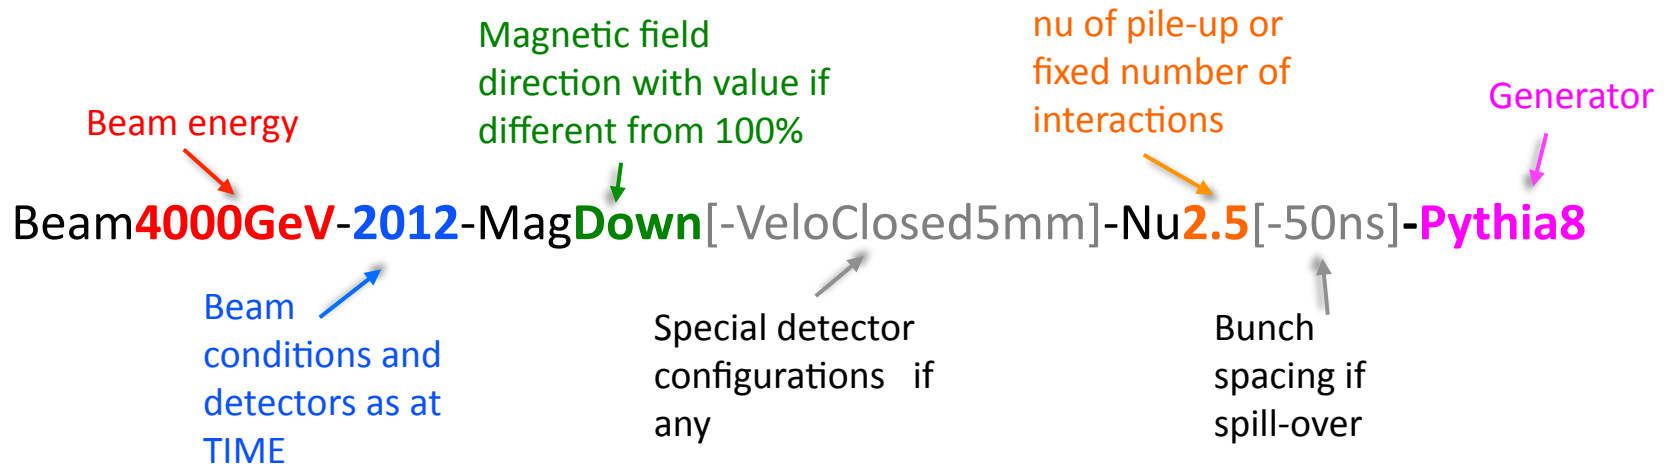 Beam energy
Magnetic field
direction with value if
different from 100%
nu of pile-up or
fixed number of
interactions
Generator
Beam4000GeV-2012-MagDown[-VeloClosed5mm]-Nu2.5[-50ns]-Pythia8
Beam
conditions and
detectors as at
TIME
Special detector
configurations if
any
Bunch
spacing if
spill-over